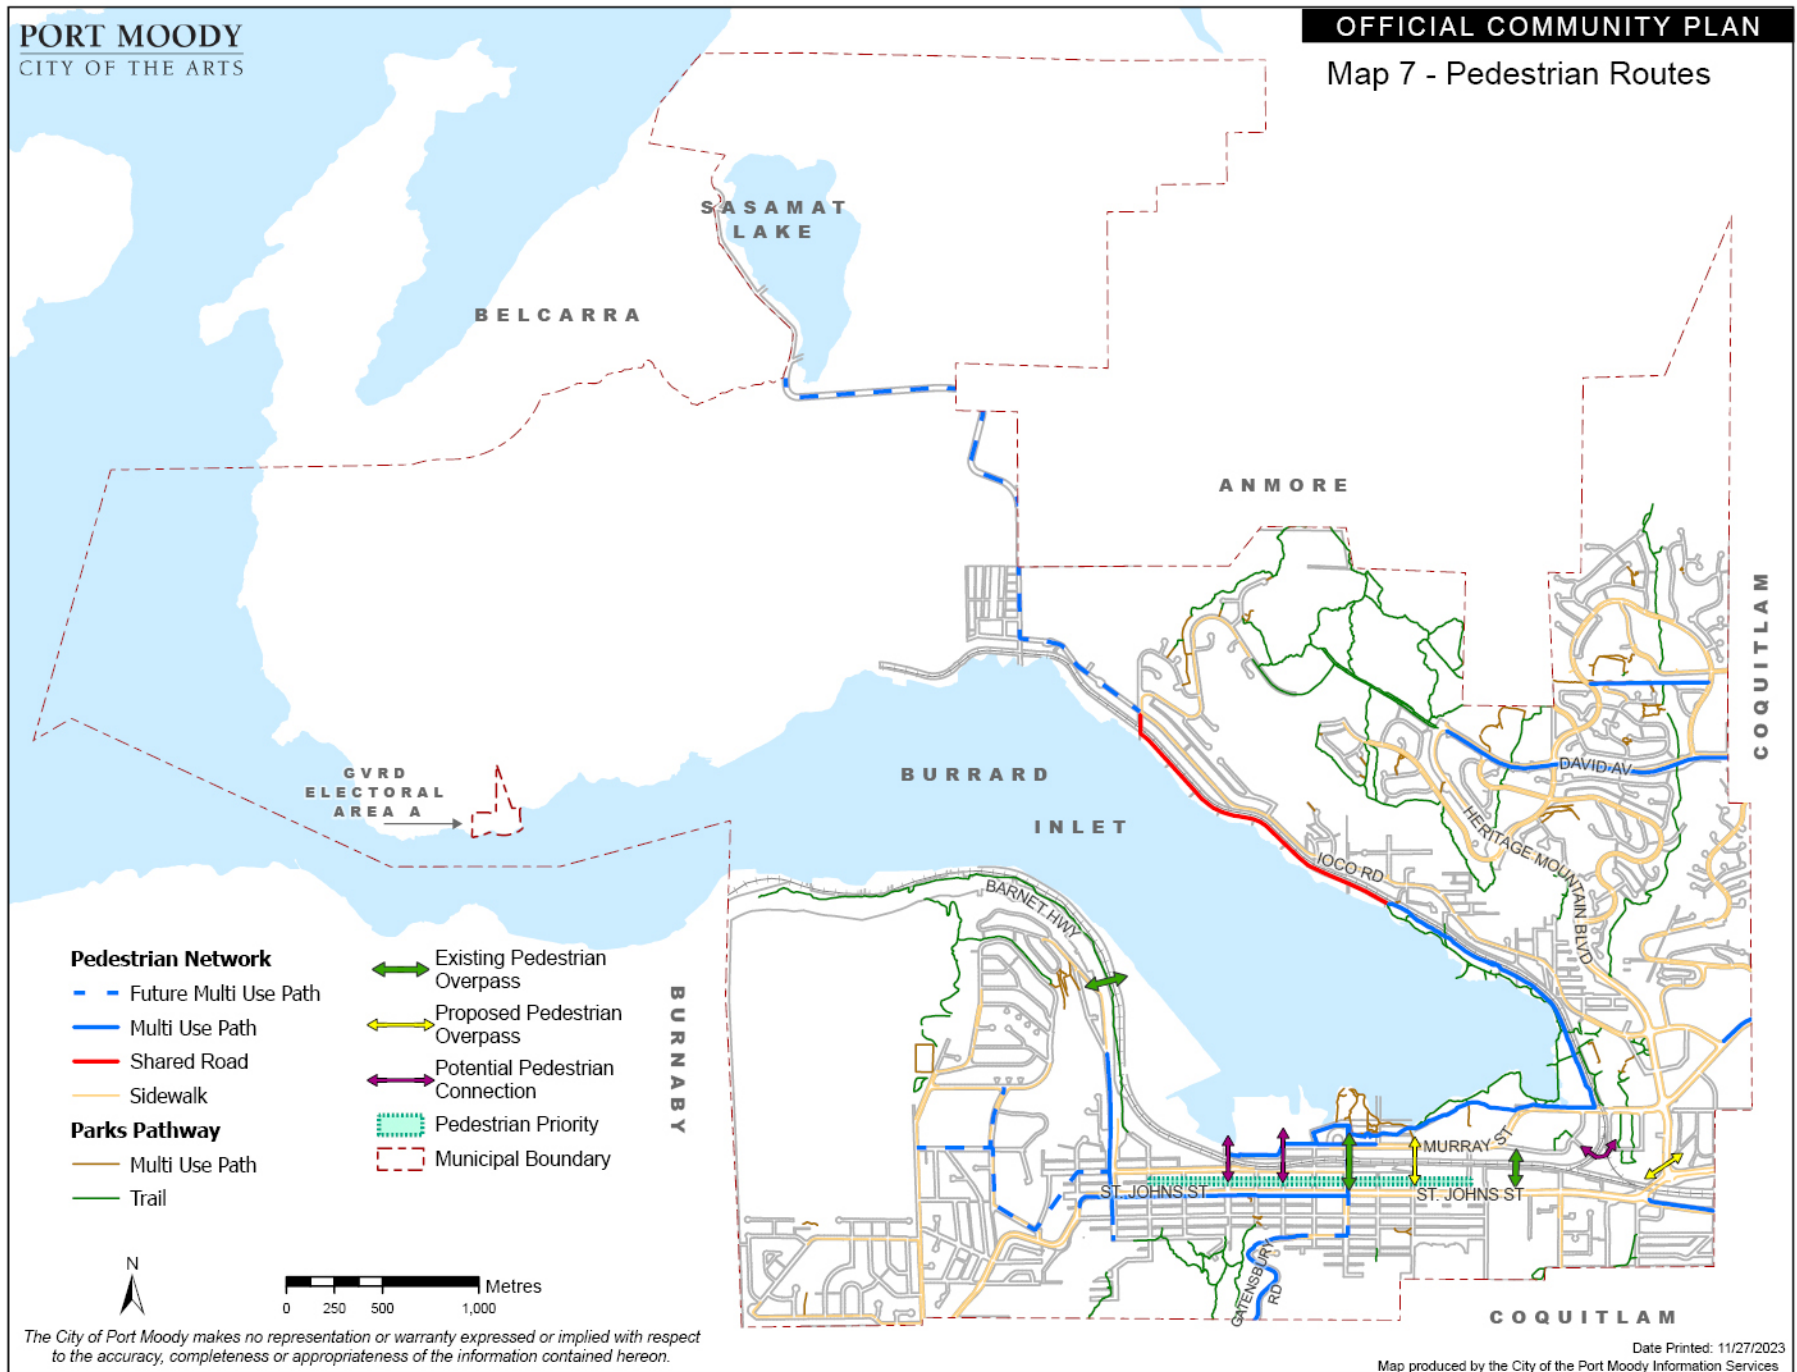 PORT MOODY
CITY OF THE ARTS
OFFICIAL COMMUNITY PLAN
Map 7 - Pedestrian Routes
SASAMAT
LAKE
BELCARRA
ANMORE
COQUITLAM
GVRD
ELECTORAL
AREA A
BURRARD
INLET
DAVID AV
HERITAGE MOUNTAIN BLVD
IOCO RD
BARNET HWY
BURNABY
MURRAY ST
ST. JOHNS ST
ST. JOHNS ST
GATENSBURY
RD
COQUITLAM
Pedestrian Network
Future Multi Use Path
Multi Use Path
Shared Road
Sidewalk
Parks Pathway
Multi Use Path
Trail
Existing Pedestrian
Overpass
Proposed Pedestrian
Overpass
Potential Pedestrian
Connection
Pedestrian Priority
Municipal Boundary
N
Metres
0 250 500 1,000
The City of Port Moody makes no representation or warranty expressed or implied with respect
to the accuracy, completeness or appropriateness of the information contained hereon.
Date Printed: 11/27/2023
Map produced by the City of the Port Moody Information Services